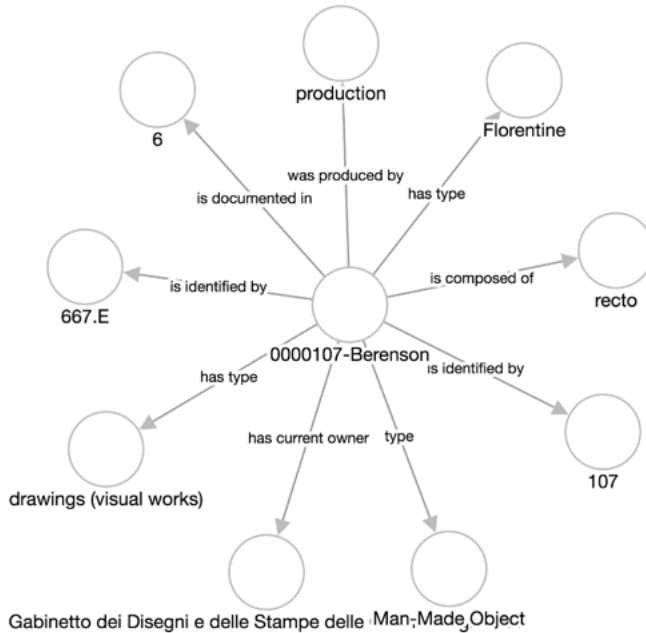 production
6
Florentine
was produced by
is documented in
has type
is identified by
is composed of
667.E
recto
0000107-Berenson
has type
is identified by
has current owner
type
drawings (visual works)
107
Gabinetto dei Disegni e delle Stampe delle
Man-Made Object